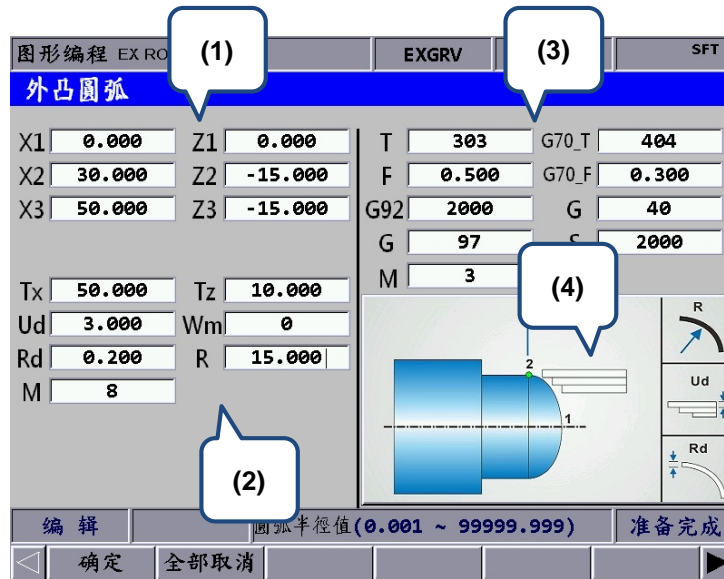 图形编程 EX RO (1) EXGRV (3) SFT
外凸圓弧
X1 0.000 Z1 0.000 T 303 G70_T 404
X2 30.000 Z2 -15.000 F 0.500 G70_F 0.300
X3 50.000 Z3 -15.000 G92 2000 G 40
G 97 S 2000
M 3 (4)
Tx 50.000 Tz 10.000
Ud 3.000 Wm 0
Rd 0.200 R 15.000
M 8
(2)
R
2
Ud
1
Rd
编辑 圆弧半徑值(0.001 ~ 99999.999) 准备完成
确定 全部取消